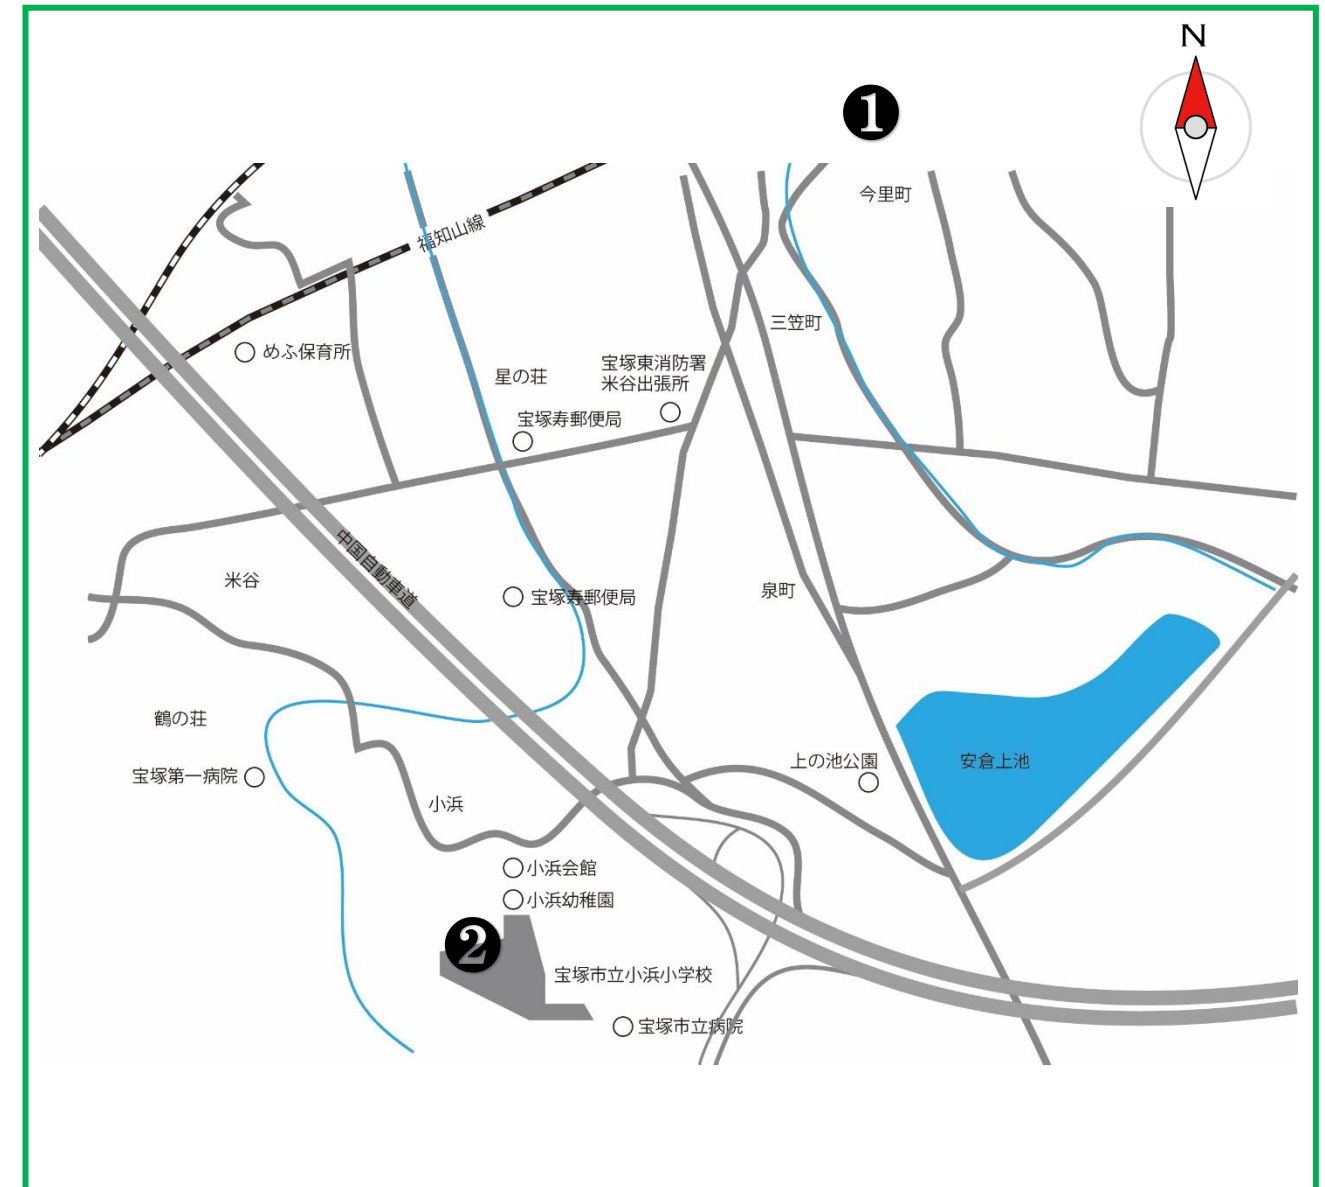 N
1
今里町
福知山線
三笠町
めふ保育所
宝塚東消防署
米谷出張所
星の荘
宝塚寿郵便局
中国自動車道
米谷
宝塚寿郵便局
泉町
鶴の荘
宝塚第一病院
上の池公園
安倉上池
小浜
小浜会館
小浜幼稚園
2
宝塚市立小浜小学校
宝塚市立病院